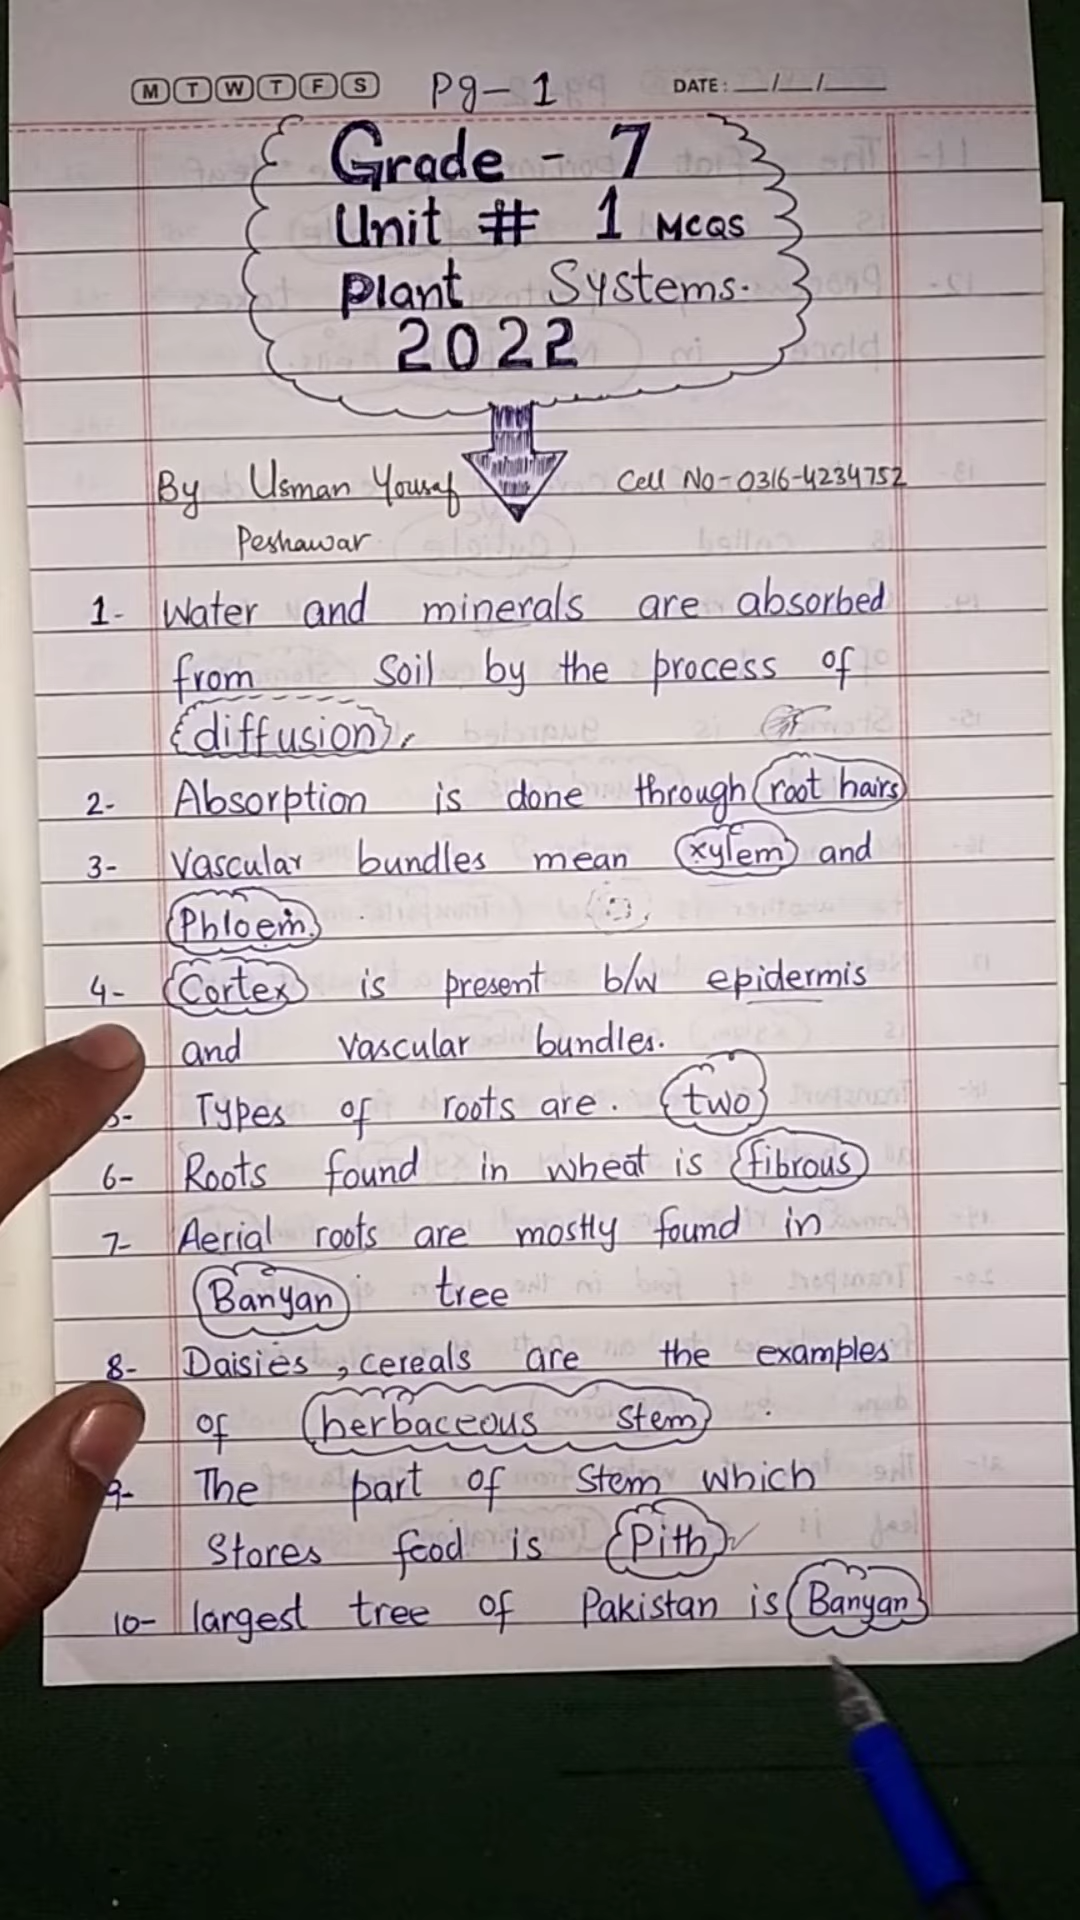 M T W T F S Pg-1 DATE: __/__/__
Grade - 7
Unit # 1 MCQS
Plant Systems.
2022
By Usman Yousaf Cell No-0316-4234752
Peshawar
1- Water and minerals are absorbed
from Soil by the process of
diffusion.
2- Absorption is done through root hairs
3- Vascular bundles mean xylem and
Phloem.
4- Cortex is present b/w epidermis
and vascular bundles.
5- Types of roots are. two
6- Roots found in wheat is fibrous
7- Aerial roots are mostly found in
Banyan tree
8- Daisies, cereals are the examples
of herbaceous stem
9- The part of stem which
Stores food is Pith
10- largest tree of Pakistan is Banyan